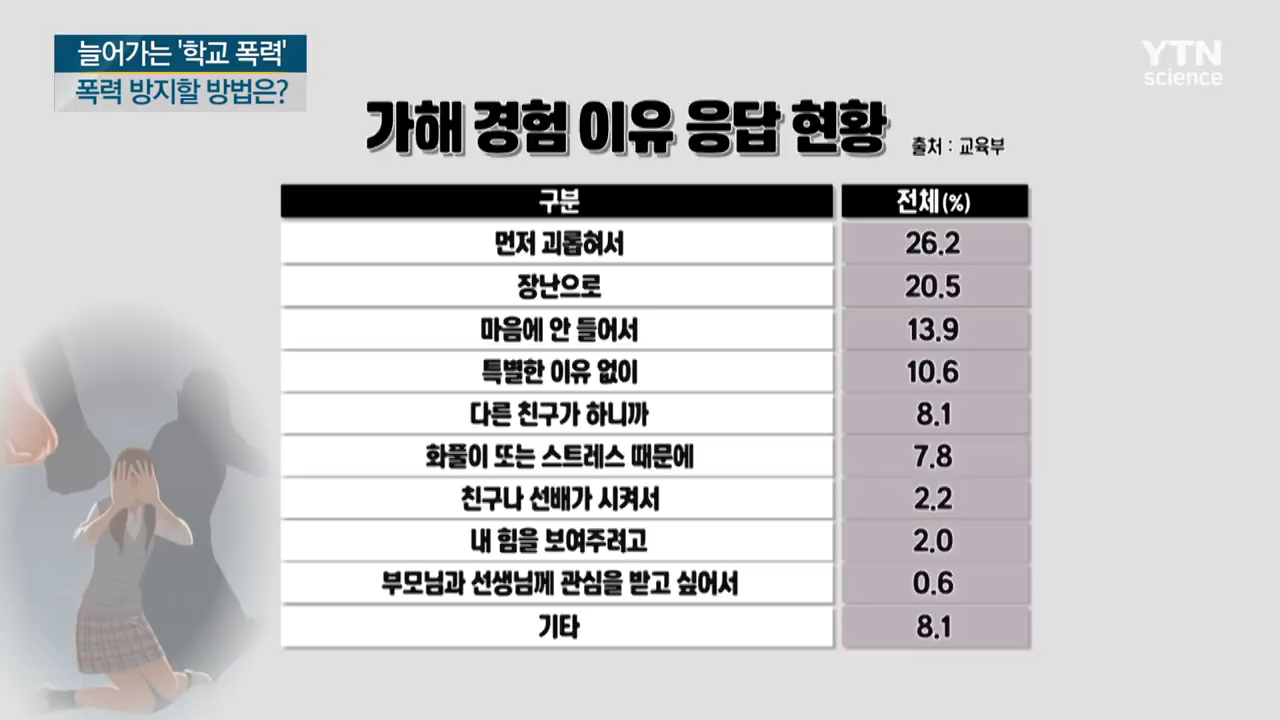 늘어가는 '학교 폭력'
폭력 방지할 방법은?
YTN
science
가해 경험 이유 응답 현황
출처 : 교육부
구분 전체(%)
먼저 괴롭혀서 26.2
장난으로 20.5
마음에 안 들어서 13.9
특별한 이유 없이 10.6
다른 친구가 하니까 8.1
화풀이 또는 스트레스 때문에 7.8
친구나 선배가 시켜서 2.2
내 힘을 보여주려고 2.0
부모님과 선생님께 관심을 받고 싶어서 0.6
기타 8.1